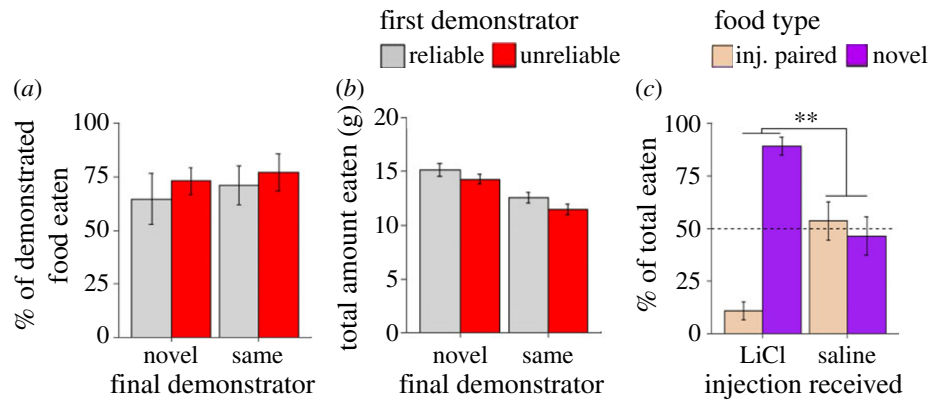 first demonstrator
reliable unreliable
food type
inj. paired novel
(a)
% of demonstrated
food eaten
100
75
50
25
0
novel same
final demonstrator
(b)
total amount eaten (g)
20
15
10
5
0
novel same
final demonstrator
(c)
% of total eaten
100
75
50
25
0
**
LiCl saline
injection received